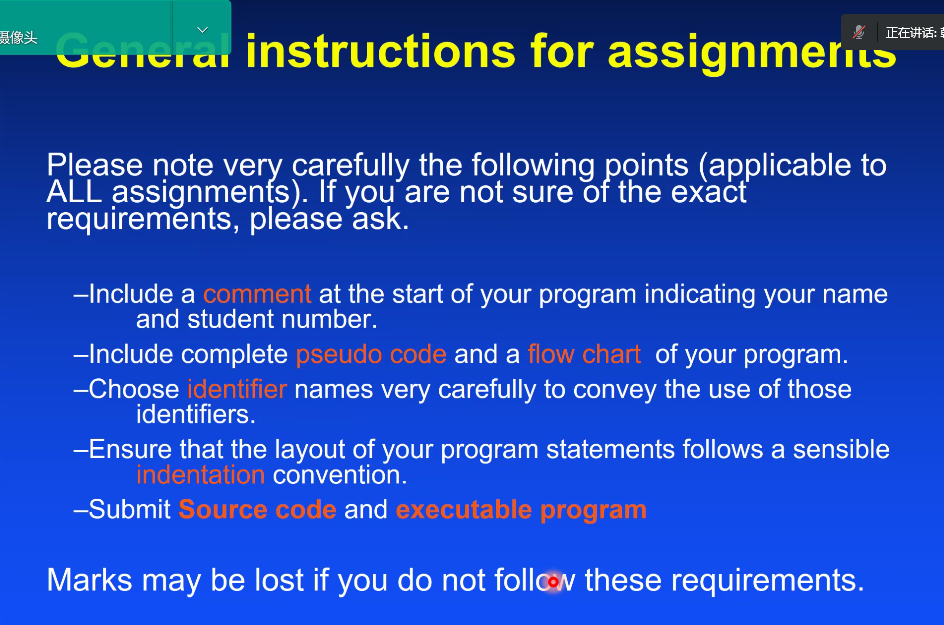 摄像头
正在讲话:
General instructions for assignments
Please note very carefully the following points (applicable to
ALL assignments). If you are not sure of the exact
requirements, please ask.
–Include a comment at the start of your program indicating your name
and student number.
–Include complete pseudo code and a flow chart of your program.
–Choose identifier names very carefully to convey the use of those
identifiers.
–Ensure that the layout of your program statements follows a sensible
indentation convention.
–Submit Source code and executable program
Marks may be lost if you do not follow these requirements.